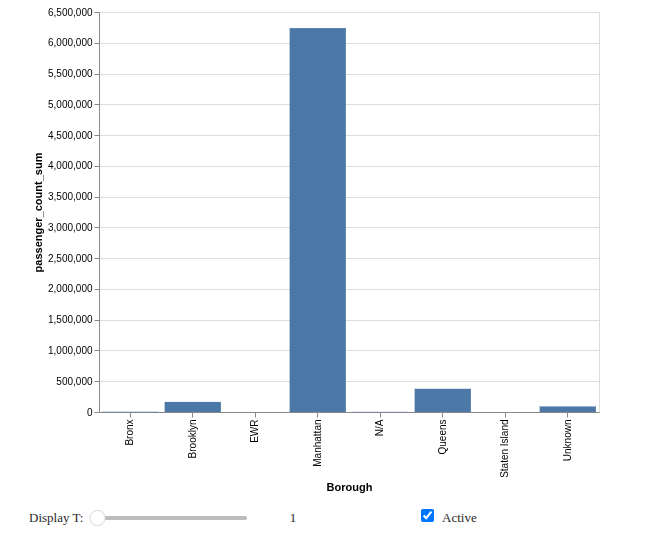 6,500,000
6,000,000
5,500,000
5,000,000
4,500,000
4,000,000
3,500,000
3,000,000
2,500,000
2,000,000
1,500,000
1,000,000
500,000
0
passenger_count_sum
Bronx
Brooklyn
EWR
Manhattan
N/A
Queens
Staten Island
Unknown
Borough
Display T: 1 Active